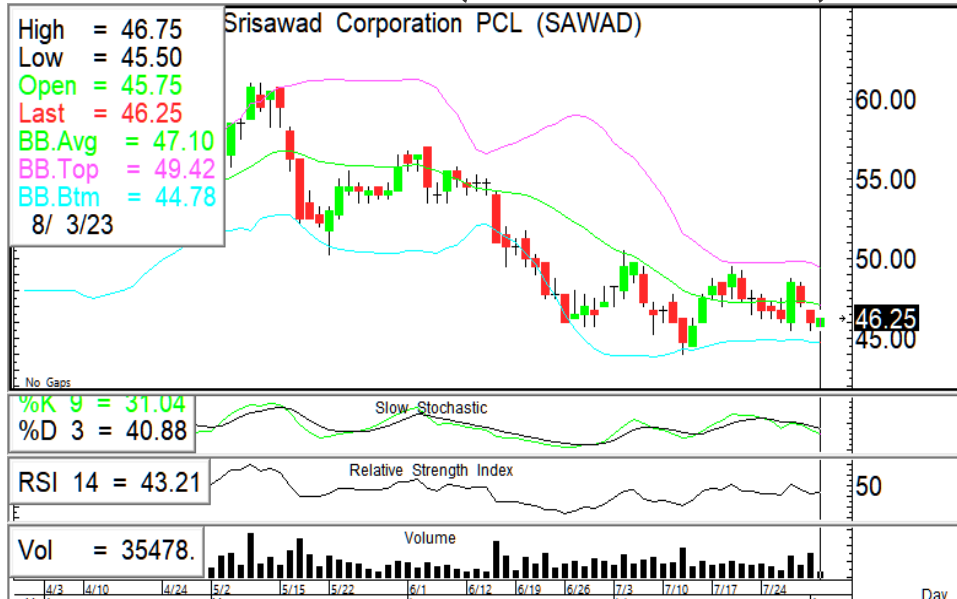 Srisawad Corporation PCL (SAWAD)
High = 46.75
Low = 45.50
Open = 45.75
Last = 46.25
BB.Avg = 47.10
BB.Top = 49.42
BB.Btm = 44.78
8/ 3/23
60.00
55.00
50.00
46.25
45.00
No Gaps
%K 9 = 31.04
%D 3 = 40.88
Slow Stochastic
RSI 14 = 43.21
Relative Strength Index
50
Vol = 35478.
Volume
4/3 4/10 4/24 5/2 5/15 5/22 6/1 6/12 6/19 6/26 7/3 7/10 7/17 7/24
Day